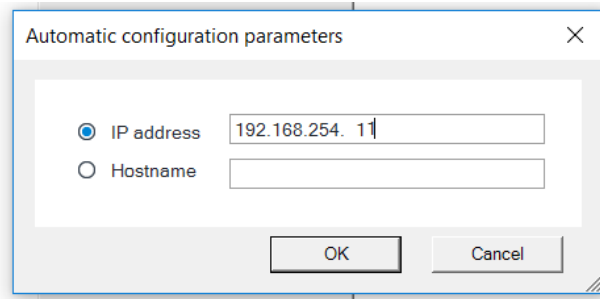 Automatic configuration parameters
IP address 192.168.254. 11
Hostname
OK Cancel